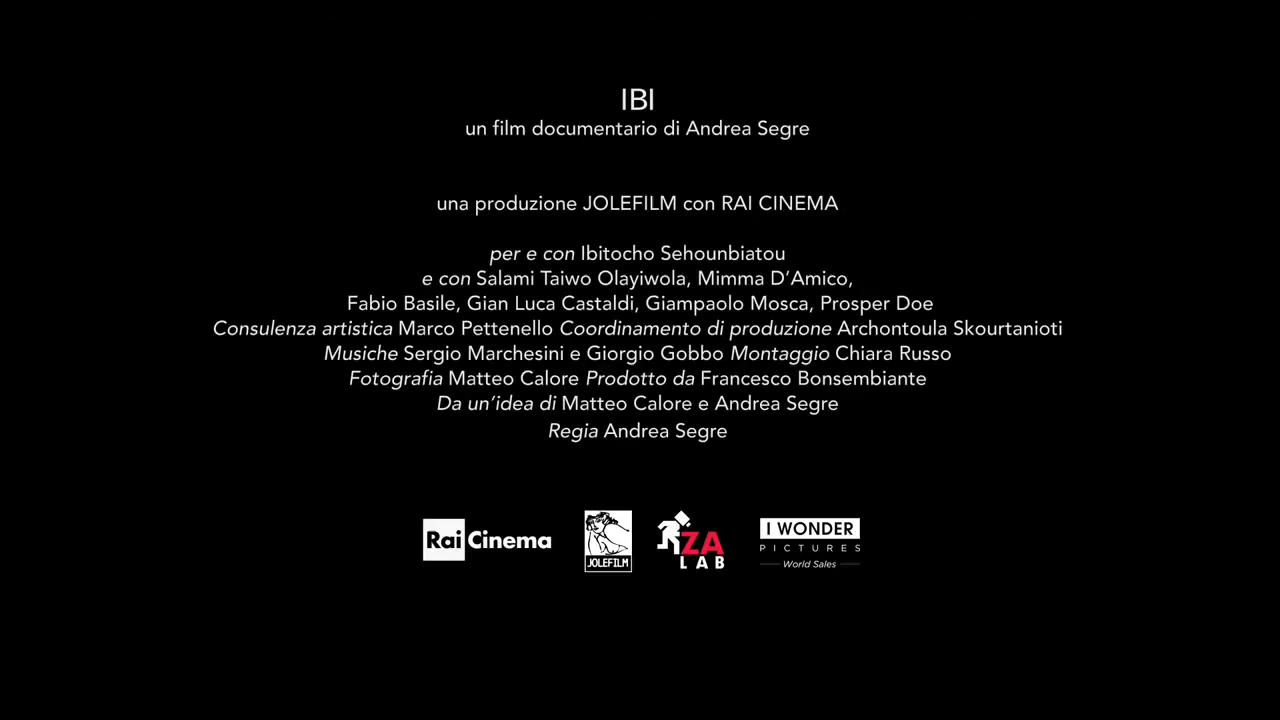 IBI
un film documentario di Andrea Segre
una produzione JOLEFILM con RAI CINEMA
per e con Ibitocho Sehounbiatou
e con Salami Taiwo Olayiwola, Mimma D'Amico,
Fabio Basile, Gian Luca Castaldi, Giampaolo Mosca, Prosper Doe
Consulenza artistica Marco Pettenello Coordinamento di produzione Archontoula Skourtanioti
Musiche Sergio Marchesini e Giorgio Gobbo Montaggio Chiara Russo
Fotografia Matteo Calore Prodotto da Francesco Bonsembiante
Da un'idea di Matteo Calore e Andrea Segre
Regia Andrea Segre
Rai Cinema
JOLEFILM
ZA
LAB
I WONDER
PICTURES
World Sales